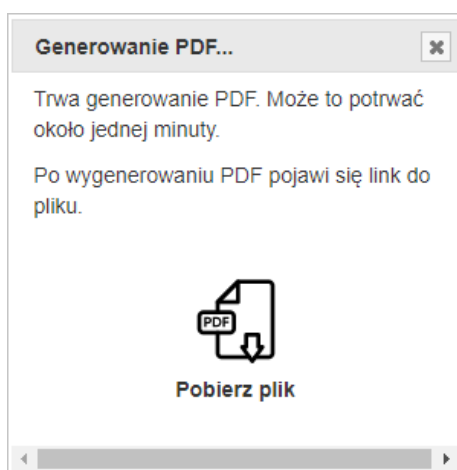 Generowanie PDF...
Trwa generowanie PDF. Może to potrwać
około jednej minuty.
Po wygenerowaniu PDF pojawi się link do
pliku.
PDF
Pobierz plik